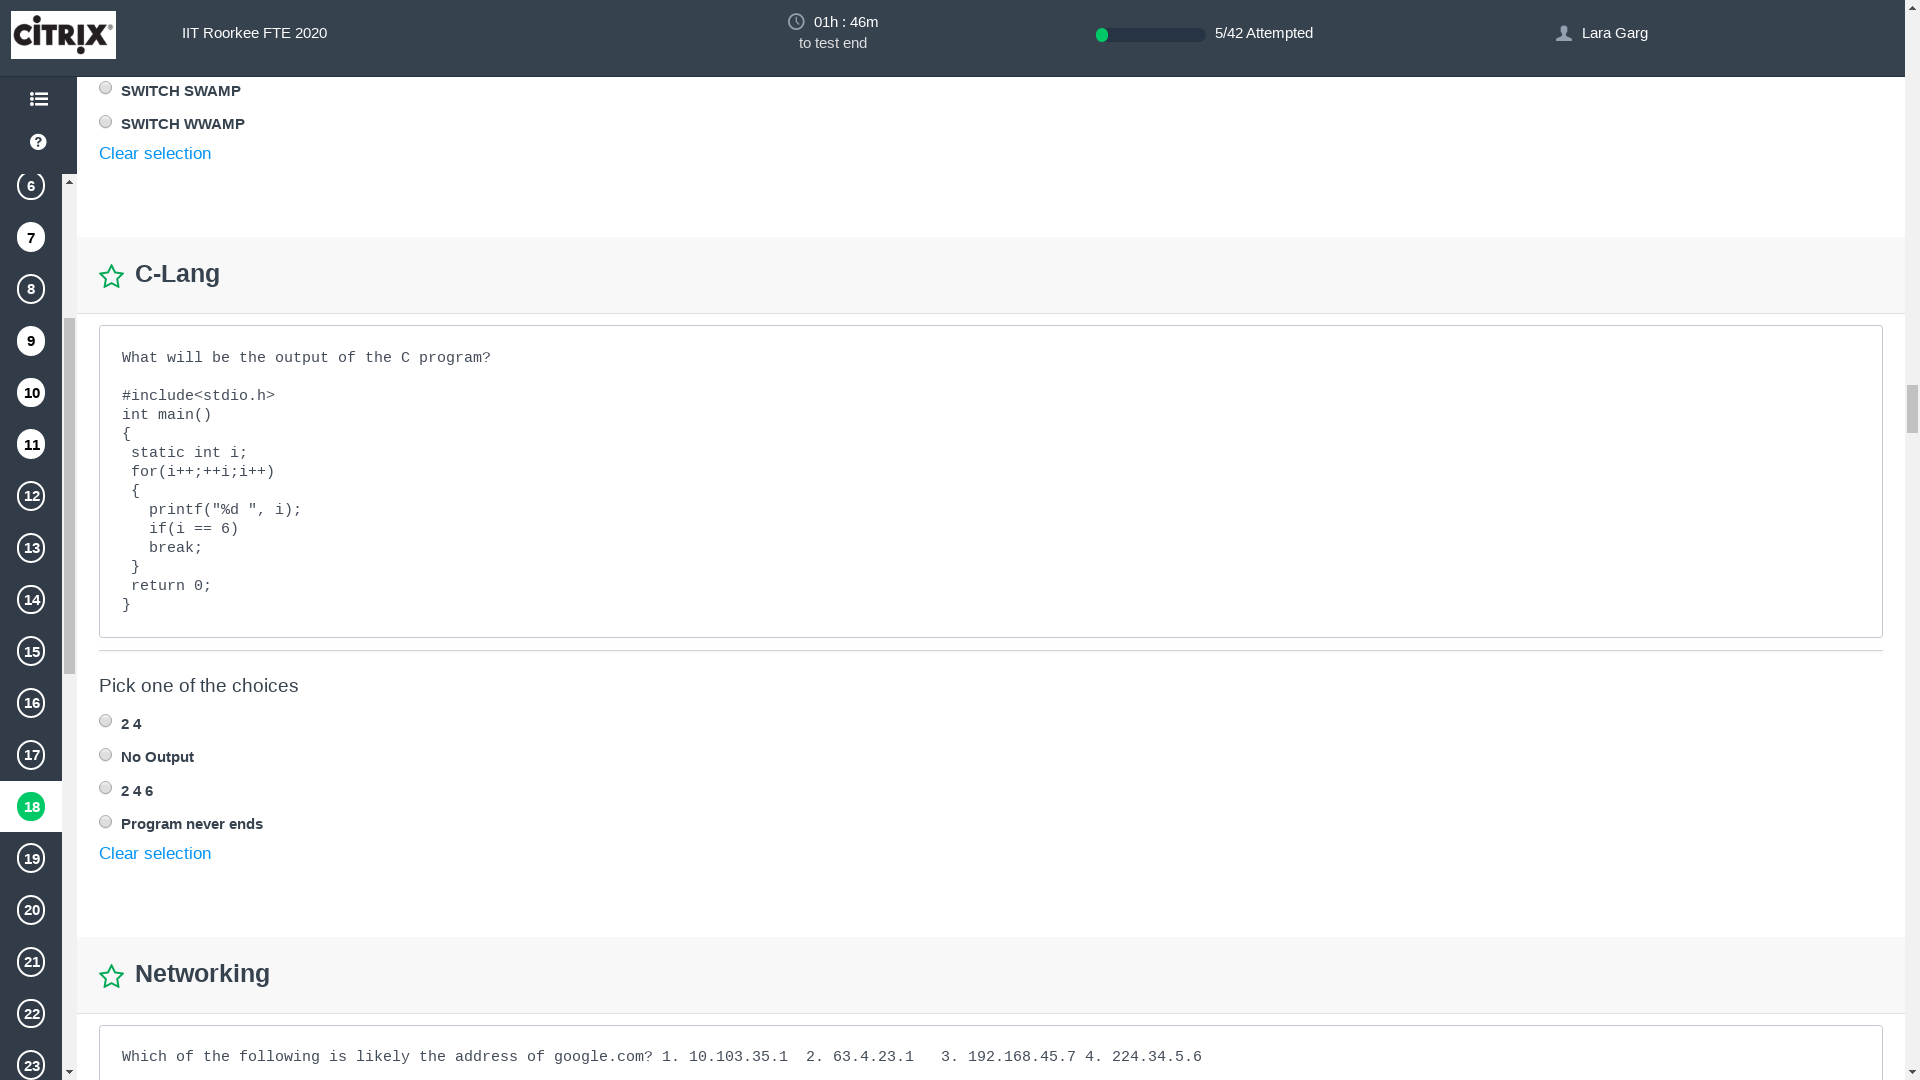 CITRIX®
IIT Roorkee FTE 2020
01h : 46m
to test end
5/42 Attempted
Lara Garg
SWITCH SWAMP
SWITCH WWAMP
Clear selection
6
7
8
9
10
11
12
13
14
15
16
17
18
19
20
21
22
23
C-Lang
What will be the output of the C program?
#include<stdio.h>
int main()
{
static int i;
for(i++;++i;i++)
{
printf("%d ", i);
if(i == 6)
break;
}
return 0;
}
Pick one of the choices
2 4
No Output
2 4 6
Program never ends
Clear selection
Networking
Which of the following is likely the address of google.com? 1. 10.103.35.1  2. 63.4.23.1   3. 192.168.45.7 4. 224.34.5.6